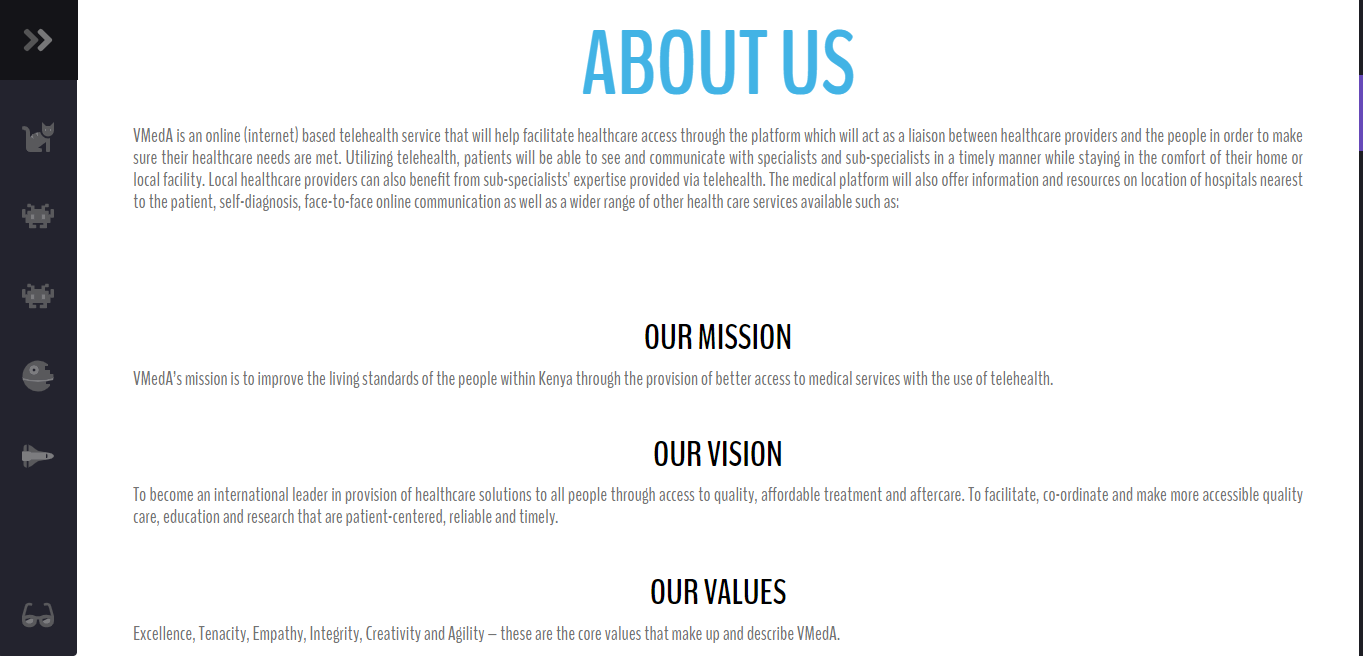 ABOUT US
VMedA is an online (internet) based telehealth service that will help facilitate healthcare access through the platform which will act as a liaison between healthcare providers and the people in order to make
sure their healthcare needs are met. Utilizing telehealth, patients will be able to see and communicate with specialists and sub-specialists in a timely manner while staying in the comfort of their home or
local facility. Local healthcare providers can also benefit from sub-specialists' expertise provided via telehealth. The medical platform will also offer information and resources on location of hospitals nearest
to the patient, self-diagnosis, face-to-face online communication as well as a wider range of other health care services available such as:
OUR MISSION
VMedA's mission is to improve the living standards of the people within Kenya through the provision of better access to medical services with the use of telehealth.
OUR VISION
To become an international leader in provision of healthcare solutions to all people through access to quality, affordable treatment and aftercare. To facilitate, co-ordinate and make more accessible quality
care, education and research that are patient-centered, reliable and timely.
OUR VALUES
Excellence, Tenacity, Empathy, Integrity, Creativity and Agility – these are the core values that make up and describe VMedA.